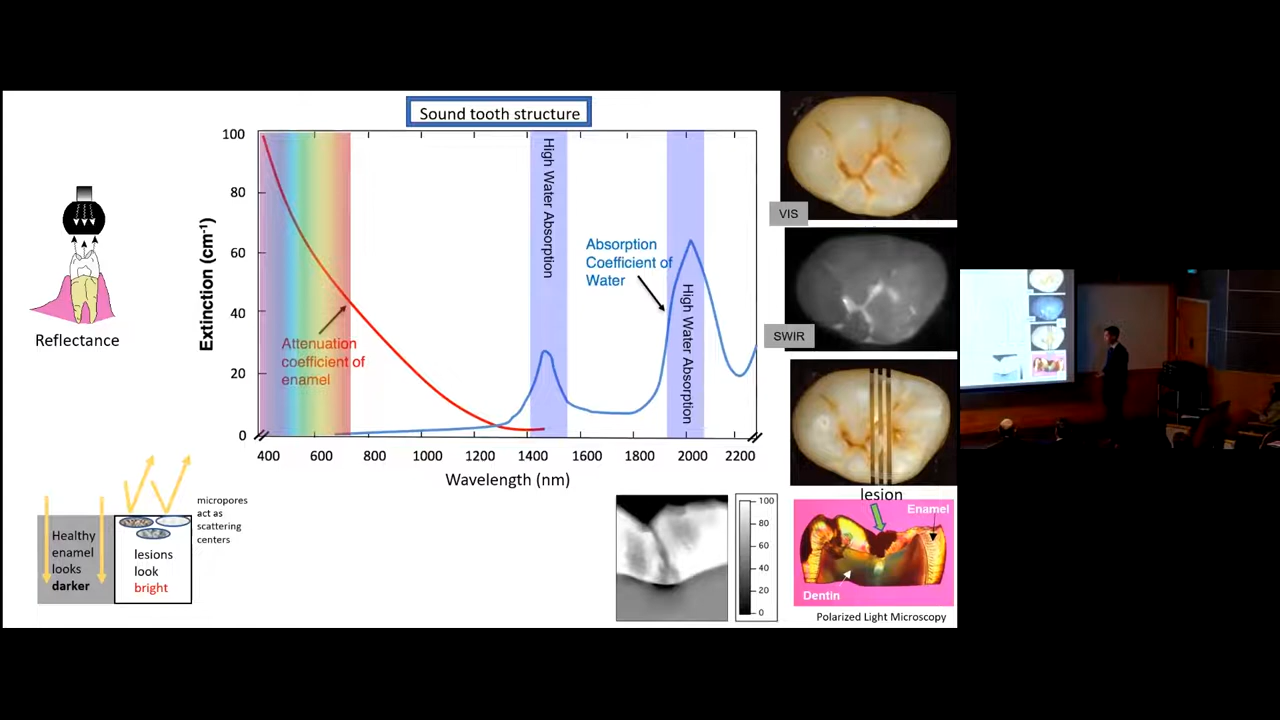 Sound tooth structure
Extinction (cm-1)
100
80
60
40
20
0
400 600 800 1000 1200 1400 1600 1800 2000 2200
Wavelength (nm)
High Water Absorption
High Water Absorption
Absorption
Coefficient of
Water
Attenuation
coefficient of
enamel
Reflectance
VIS
SWIR
Healthy
enamel
looks
darker
lesions
look
bright
micropores
act as
scattering
centers
100
80
60
40
20
0
lesion
Enamel
Dentin
Polarized Light Microscopy